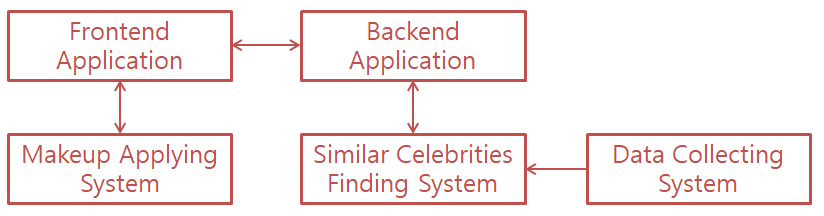 Frontend
Application
Backend
Application
Makeup Applying
System
Similar Celebrities
Finding System
Data Collecting
System